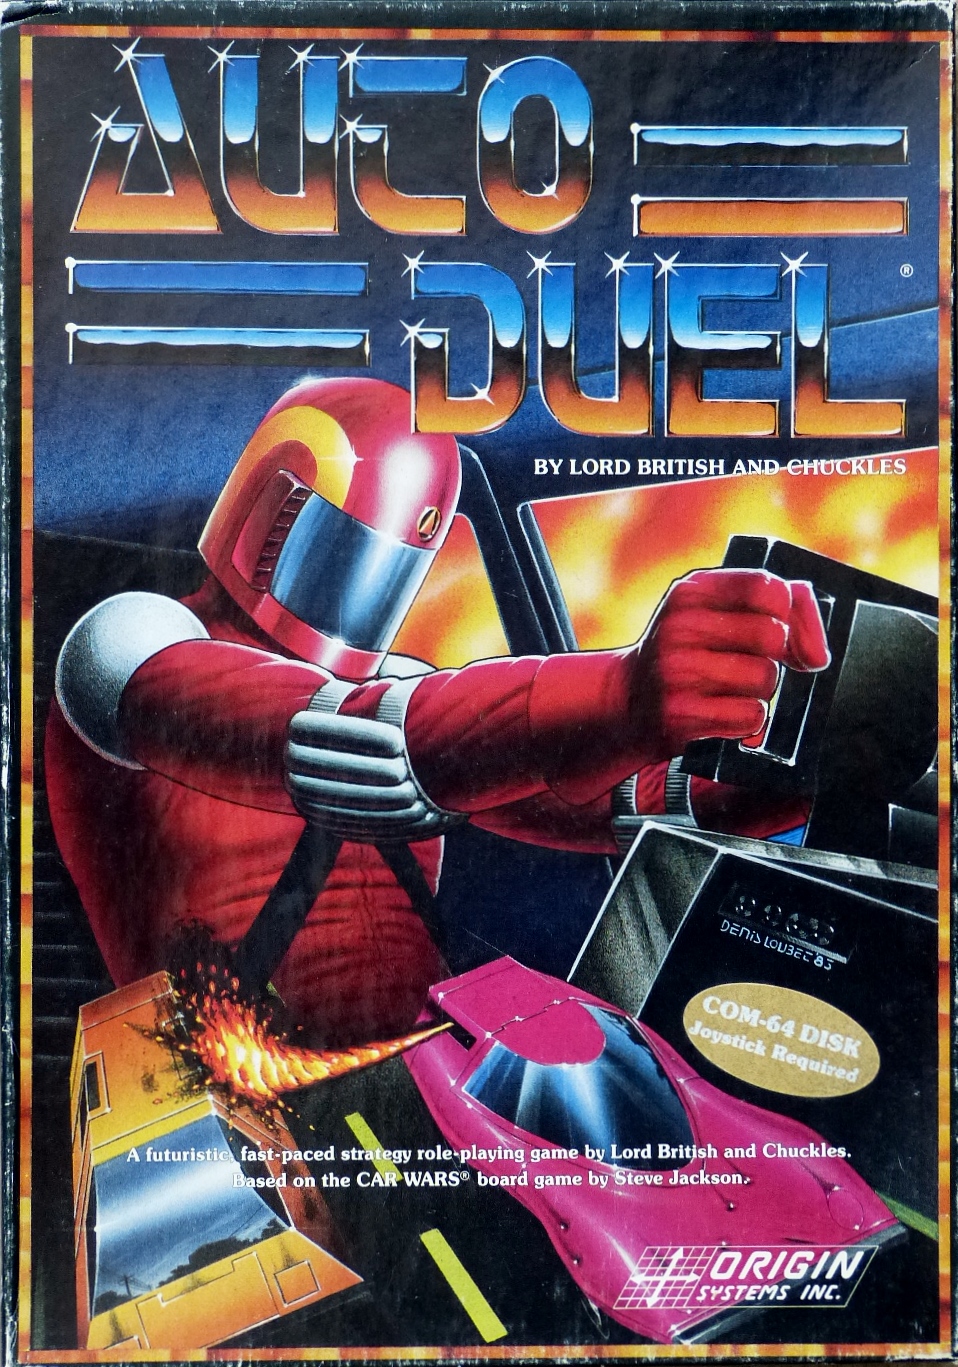 AUTO
DUEL®
BY LORD BRITISH AND CHUCKLES
DENIS LOUBET '85
COM-64 DISK
Joystick Required
A futuristic, fast-paced strategy role-playing game by Lord British and Chuckles.
Based on the CAR WARS® board game by Steve Jackson.
ORIGIN
SYSTEMS INC.